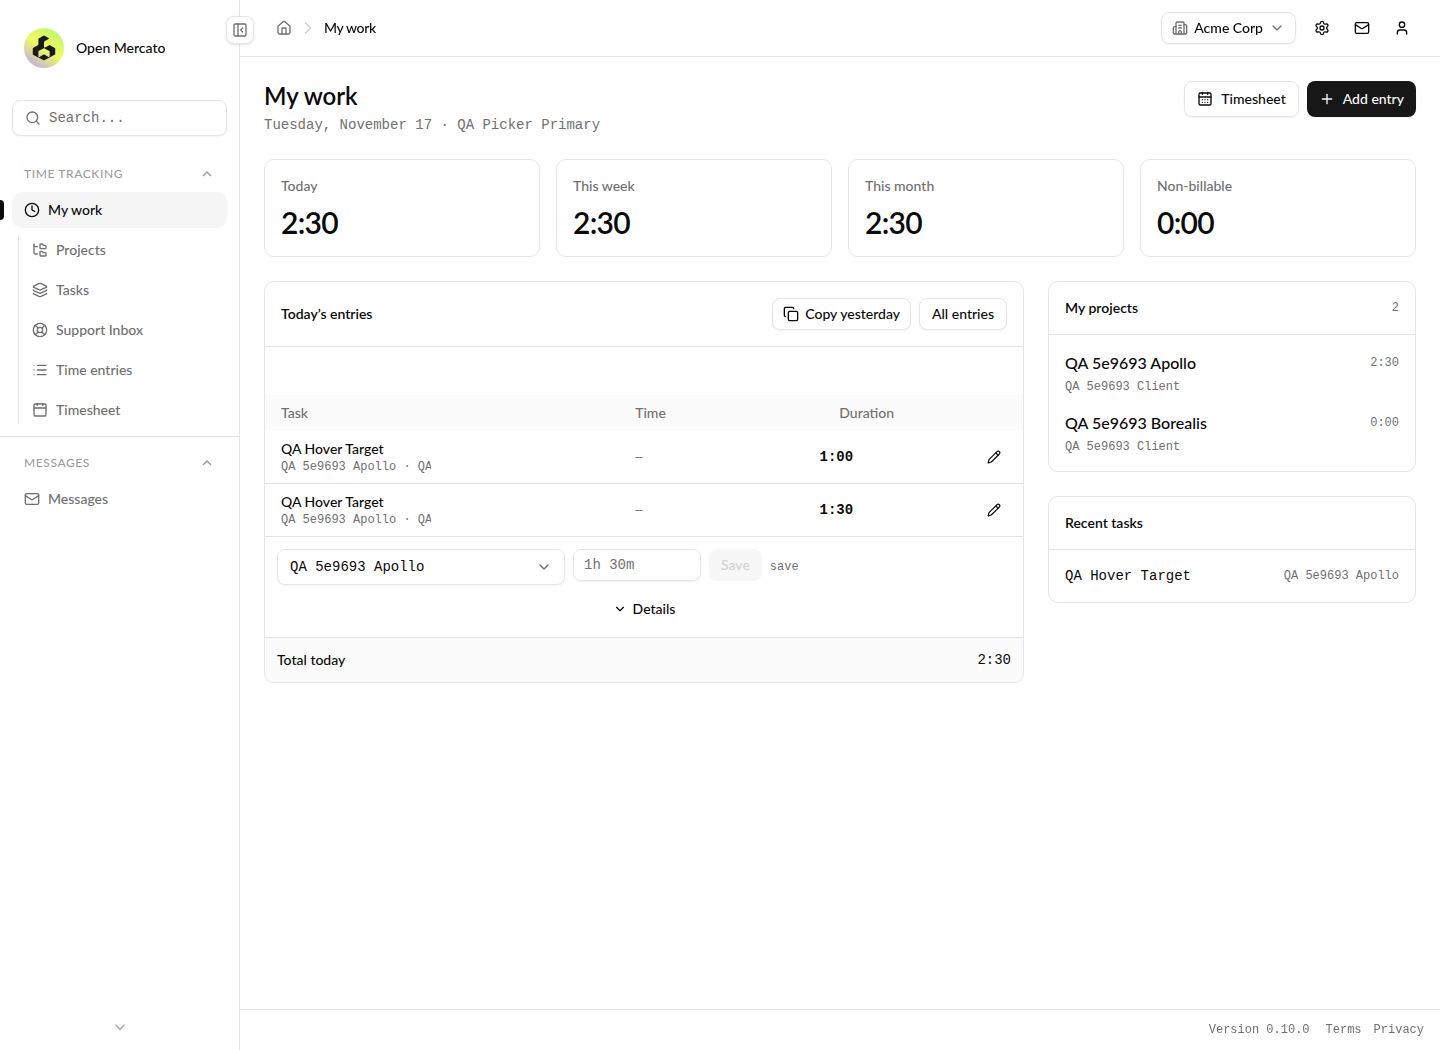 Open Mercato
My work
Acme Corp
Search...
TIME TRACKING
My work
Projects
Tasks
Support Inbox
Time entries
Timesheet
MESSAGES
Messages
My work
Tuesday, November 17 · QA Picker Primary
Timesheet
Add entry
Today
2:30
This week
2:30
This month
2:30
Non-billable
0:00
Today's entries
Copy yesterday
All entries
Task Time Duration
QA Hover Target
QA 5e9693 Apollo · QA
– 1:00
QA Hover Target
QA 5e9693 Apollo · QA
– 1:30
QA 5e9693 Apollo
1h 30m
Save
save
Details
Total today 2:30
My projects 2
QA 5e9693 Apollo 2:30
QA 5e9693 Client
QA 5e9693 Borealis 0:00
QA 5e9693 Client
Recent tasks
QA Hover Target QA 5e9693 Apollo
Version 0.10.0 Terms Privacy